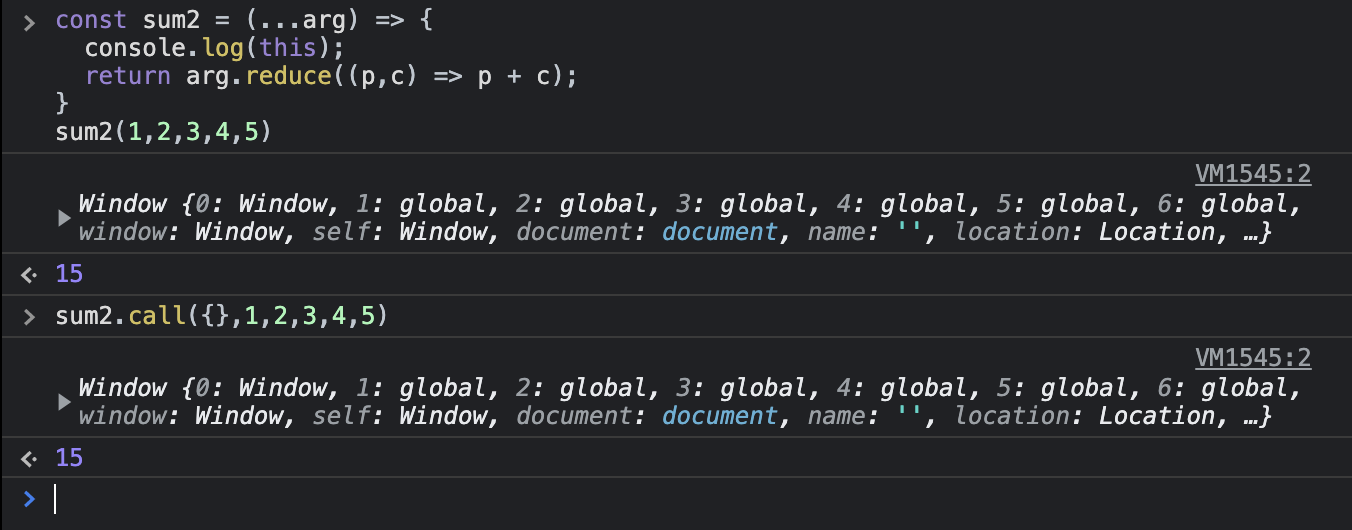 const sum2 = (...arg) => {
  console.log(this);
  return arg.reduce((p,c) => p + c);
}
sum2(1,2,3,4,5)
VM1545:2
Window {0: Window, 1: global, 2: global, 3: global, 4: global, 5: global, 6: global,
window: Window, self: Window, document: document, name: '', location: Location, …}
15
sum2.call({},1,2,3,4,5)
VM1545:2
Window {0: Window, 1: global, 2: global, 3: global, 4: global, 5: global, 6: global,
window: Window, self: Window, document: document, name: '', location: Location, …}
15